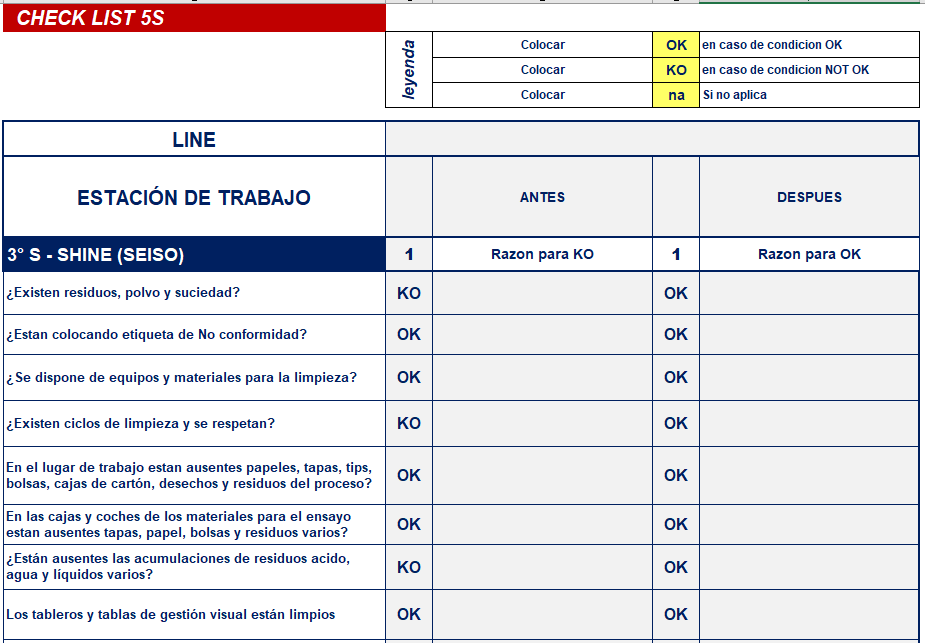 CHECK LIST 5S
leyenda
Colocar OK en caso de condicion OK
Colocar KO en caso de condicion NOT OK
Colocar na Si no aplica
LINE
ESTACIÓN DE TRABAJO ANTES DESPUES
3° S - SHINE (SEISO) 1 Razon para KO 1 Razon para OK
¿Existen residuos, polvo y suciedad? KO OK
¿Estan colocando etiqueta de No conformidad? OK OK
¿Se dispone de equipos y materiales para la limpieza? OK OK
¿Existen ciclos de limpieza y se respetan? KO OK
En el lugar de trabajo estan ausentes papeles, tapas, tips,
bolsas, cajas de cartón, desechos y residuos del proceso? OK OK
En las cajas y coches de los materiales para el ensayo
estan ausentes tapas, papel, bolsas y residuos varios? OK OK
¿Están ausentes las acumulaciones de residuos acido,
agua y líquidos varios? KO OK
Los tableros y tablas de gestión visual están limpios OK OK